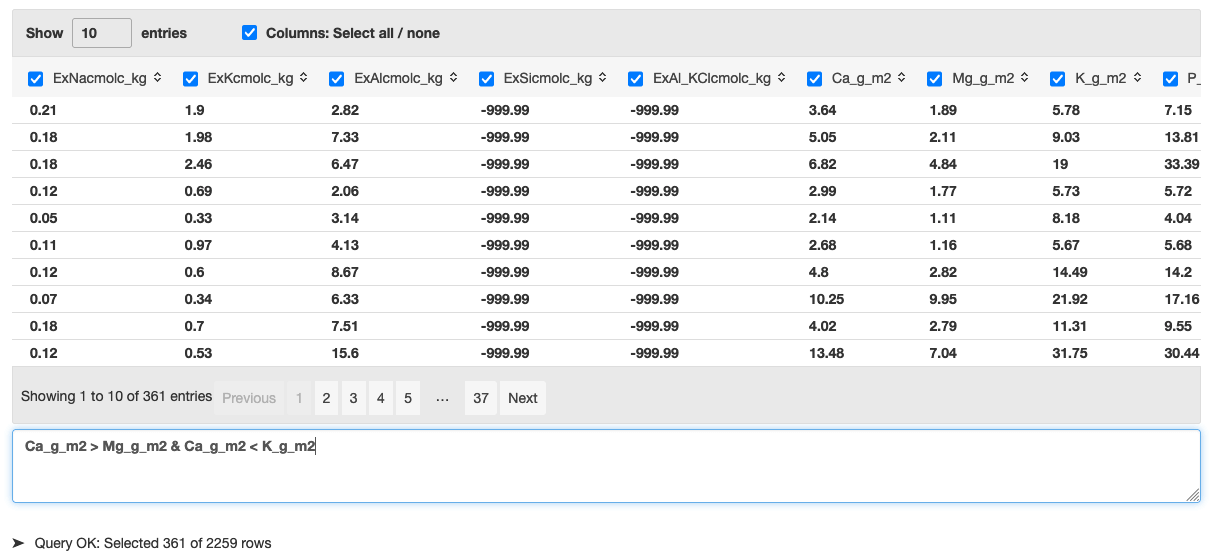 Show 10 entries Columns: Select all / none
ExNacmolc_kg ExKcmolc_kg ExAlcmolc_kg ExSicmolc_kg ExAl_KClcmolc_kg Ca_g_m2 Mg_g_m2 K_g_m2 P_
0.21 1.9 2.82 -999.99 -999.99 3.64 1.89 5.78 7.15
0.18 1.98 7.33 -999.99 -999.99 5.05 2.11 9.03 13.81
0.18 2.46 6.47 -999.99 -999.99 6.82 4.84 19 33.39
0.12 0.69 2.06 -999.99 -999.99 2.99 1.77 5.73 5.72
0.05 0.33 3.14 -999.99 -999.99 2.14 1.11 8.18 4.04
0.11 0.97 4.13 -999.99 -999.99 2.68 1.16 5.67 5.68
0.12 0.6 8.67 -999.99 -999.99 4.8 2.82 14.49 14.2
0.07 0.34 6.33 -999.99 -999.99 10.25 9.95 21.92 17.16
0.18 0.7 7.51 -999.99 -999.99 4.02 2.79 11.31 9.55
0.12 0.53 15.6 -999.99 -999.99 13.48 7.04 31.75 30.44
Showing 1 to 10 of 361 entries Previous 1 2 3 4 5 ... 37 Next
Ca_g_m2 > Mg_g_m2 & Ca_g_m2 < K_g_m2
➤ Query OK: Selected 361 of 2259 rows